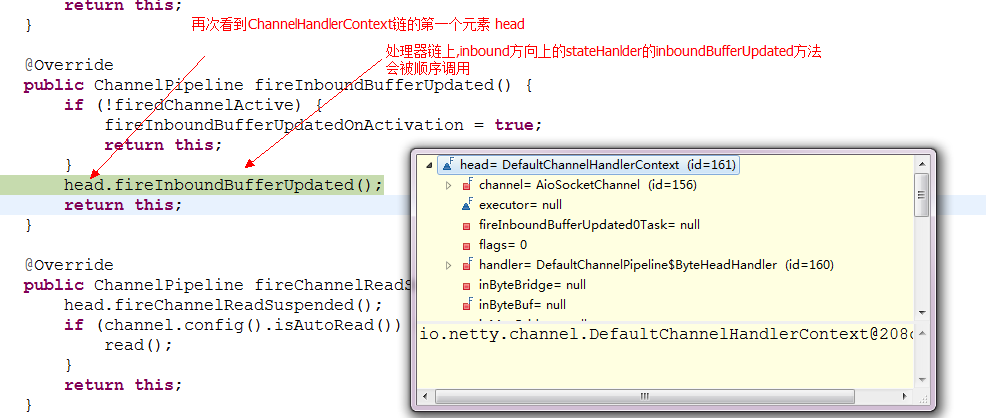 return this;
}
再次看到ChannelHandlerContext链的第一个元素 head
处理器链上,inbound方向上的stateHanlder的inboundBufferUpdated方法
会被顺序调用
@Override
public ChannelPipeline fireInboundBufferUpdated() {
if (!firedChannelActive) {
fireInboundBufferUpdatedOnActivation = true;
return this;
}
head.fireInboundBufferUpdated();
return this;
}
@Override
public ChannelPipeline fireChannelReadS
head.fireChannelReadSuspended();
if (channel.config().isAutoRead())
read();
}
return this;
}
head= DefaultChannelHandlerContext (id=161)
channel= AioSocketChannel (id=156)
executor= null
fireInboundBufferUpdated0Task= null
flags= 0
handler= DefaultChannelPipeline$ByteHeadHandler (id=160)
inByteBridge= null
inByteBuf= null
io.netty.channel.DefaultChannelHandlerContext@208